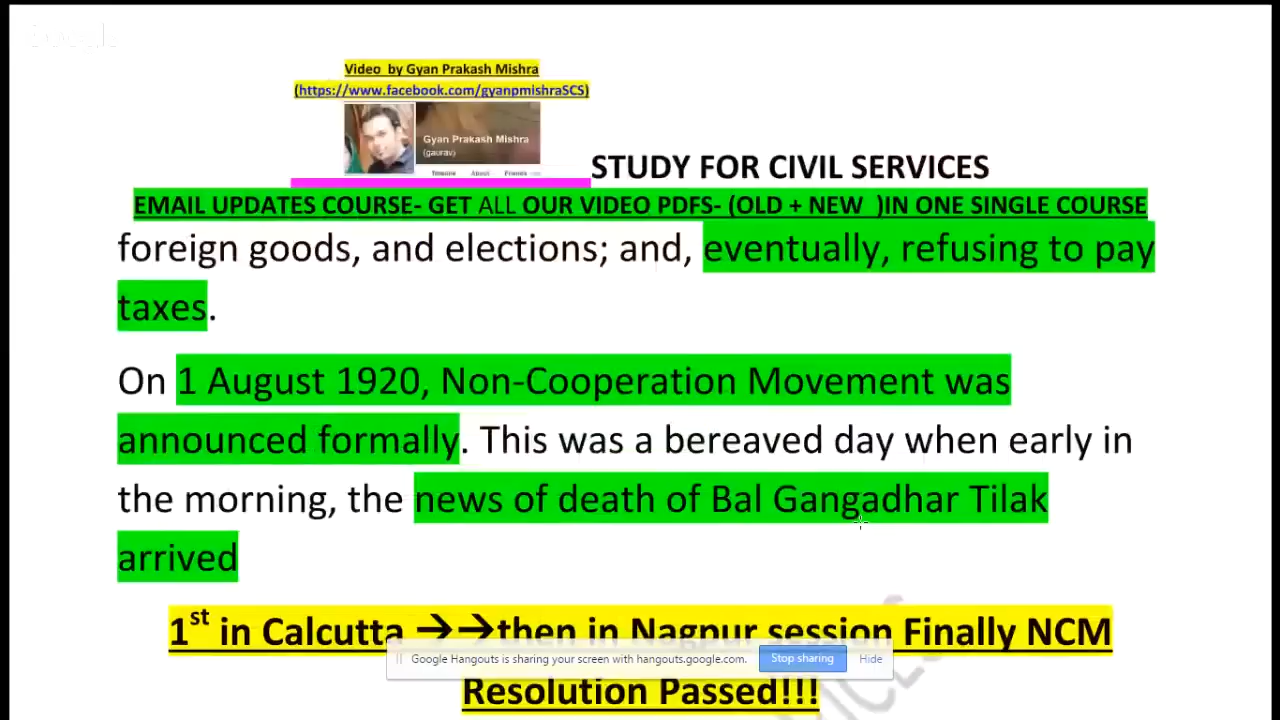 Video by Gyan Prakash Mishra
(https://www.facebook.com/gyanpmishraSCS)
Gyan Prakash Mishra
(gaurav)
Timeline About Friends
STUDY FOR CIVIL SERVICES
EMAIL UPDATES COURSE- GET ALL OUR VIDEO PDFS- (OLD + NEW )IN ONE SINGLE COURSE
foreign goods, and elections; and, eventually, refusing to pay
taxes.
On 1 August 1920, Non-Cooperation Movement was
announced formally. This was a bereaved day when early in
the morning, the news of death of Bal Gangadhar Tilak
arrived
1st in Calcutta →→then in Nagpur session Finally NCM
Google Hangouts is sharing your screen with hangouts.google.com. Stop sharing Hide
Resolution Passed!!!